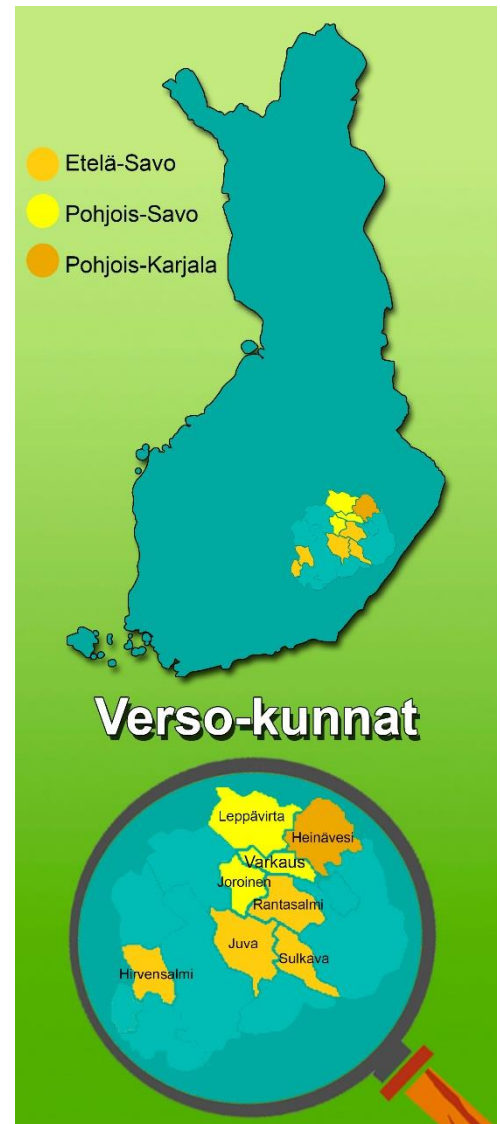 Etelä-Savo
Pohjois-Savo
Pohjois-Karjala
Verso-kunnat
Leppävirta
Heinävesi
Varkaus
Joroinen
Rantasalmi
Juva
Sulkava
Hirvensalmi